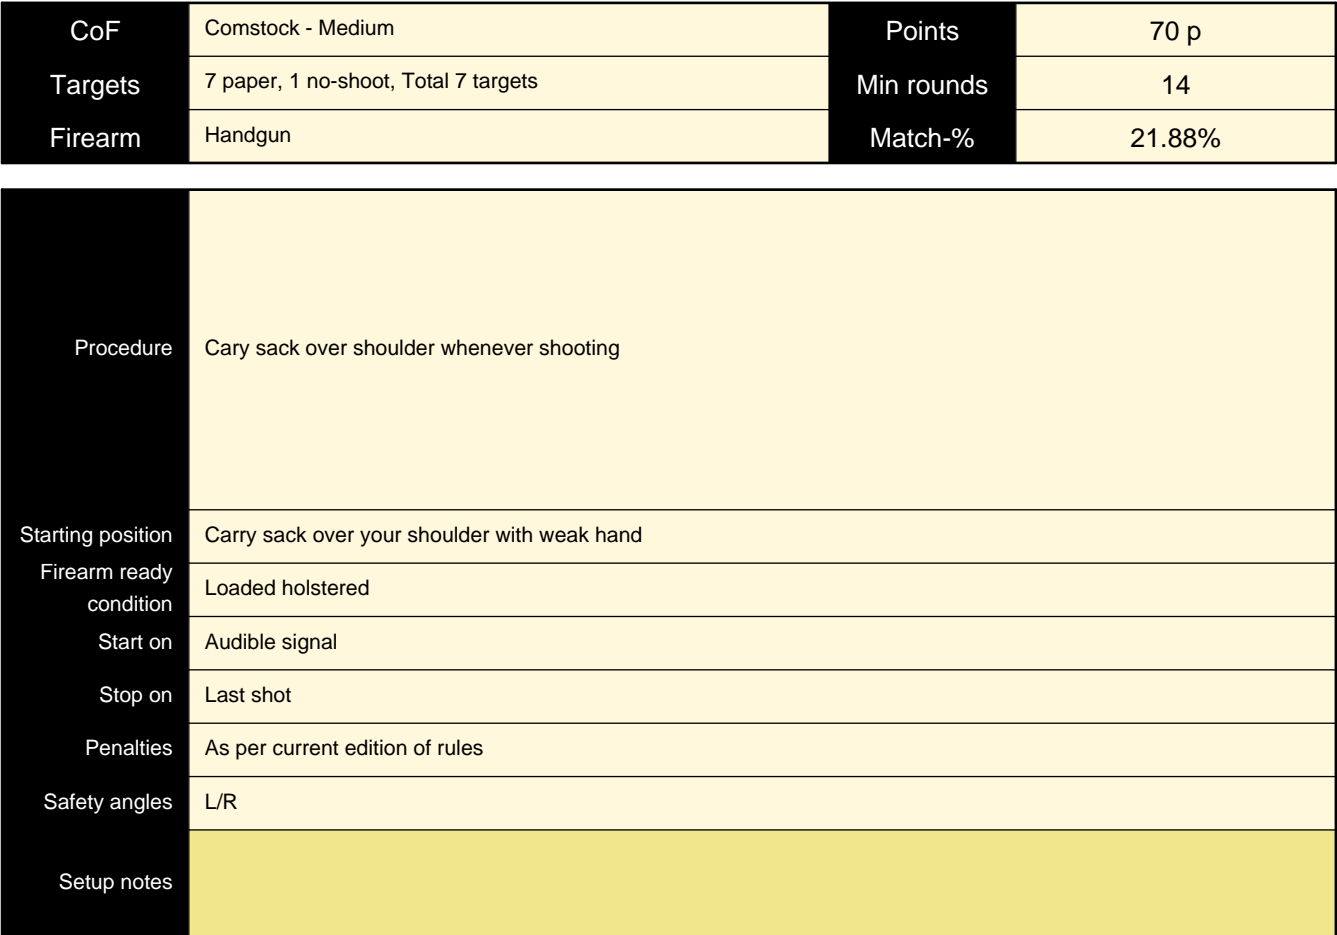 CoF Comstock - Medium Points 70 p
Targets 7 paper, 1 no-shoot, Total 7 targets Min rounds 14
Firearm Handgun Match-% 21.88%
Procedure Cary sack over shoulder whenever shooting
Starting position Carry sack over your shoulder with weak hand
Firearm ready
condition Loaded holstered
Start on Audible signal
Stop on Last shot
Penalties As per current edition of rules
Safety angles L/R
Setup notes